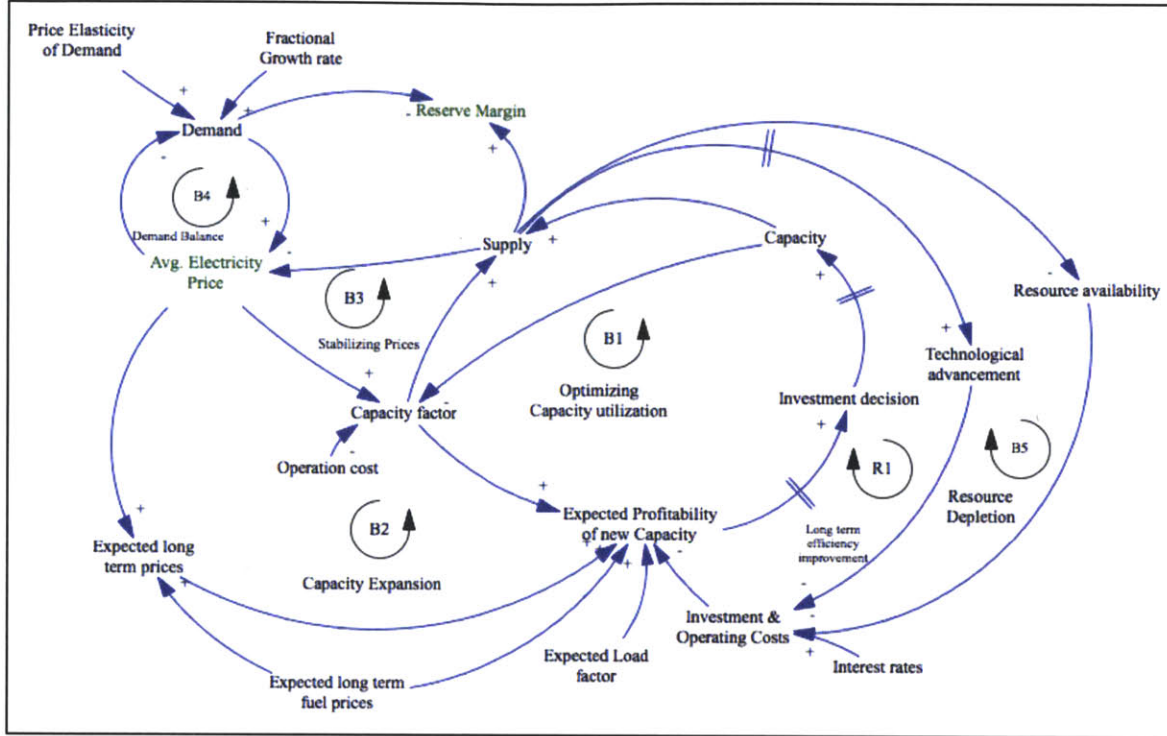 Price Elasticity
of Demand
Fractional
Growth rate
+
+
+
- Reserve Margin
Demand
-
+
B4
+
Demand Balance
Supply
+
Capacity
-
Avg. Electricity
Price
B3
+
+
-
Resource availability
Stabilizing Prices
B1
+
Technological
advancement
+
Optimizing
Capacity utilization
Capacity factor
-
Investment decision
+
Operation cost
-
R1
B5
+
+
Expected Profitability
of new Capacity
Resource
Depletion
B2
Long term
efficiency
improvement
Expected long
term prices
Capacity Expansion
+
+
+
+
-
-
-
Investment &
Operating Costs
+
Expected Load
factor
Interest rates
Expected long term
fuel prices